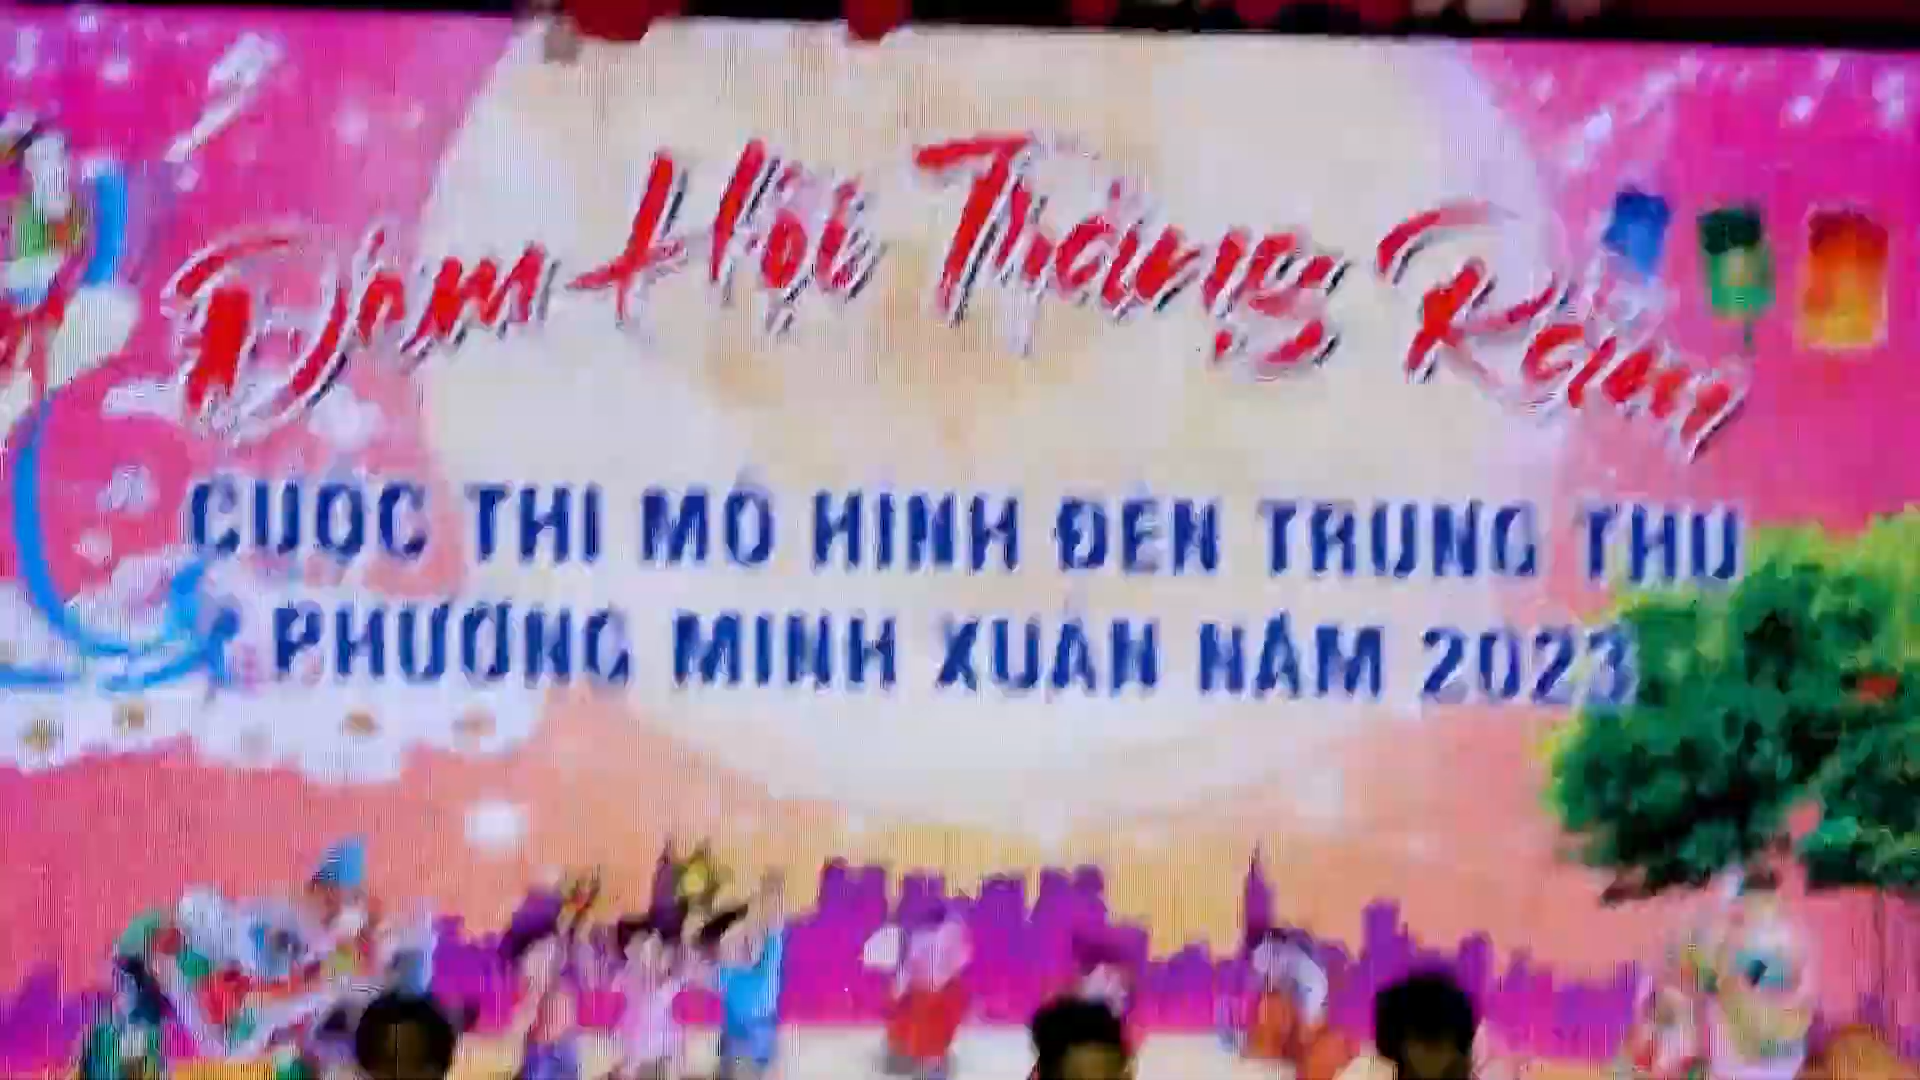 Đêm Hội Trăng Rằm
CUỘC THI MÔ HÌNH ĐÈN TRUNG THU
PHƯỜNG MINH XUÂN NĂM 2023